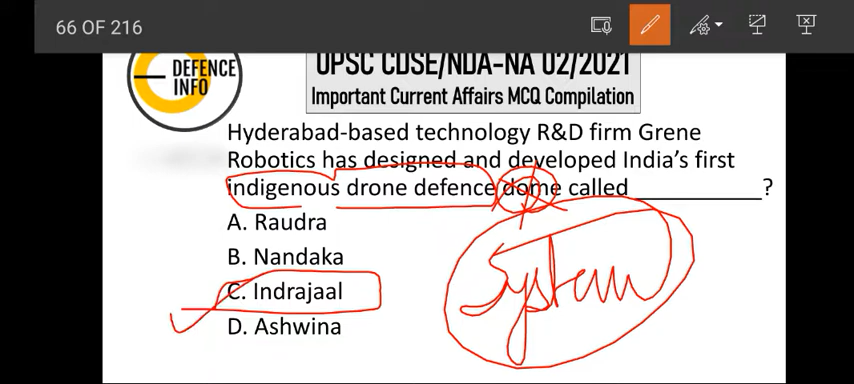 66 OF 216
DEFENCE
INFO
UPSC CDSE/NDA-NA 02/2021
Important Current Affairs MCQ Compilation
Hyderabad-based technology R&D firm Grene
Robotics has designed and developed India's first
indigenous drone defence dome called ____________ ?
A. Raudra
B. Nandaka
C. Indrajaal
D. Ashwina
System